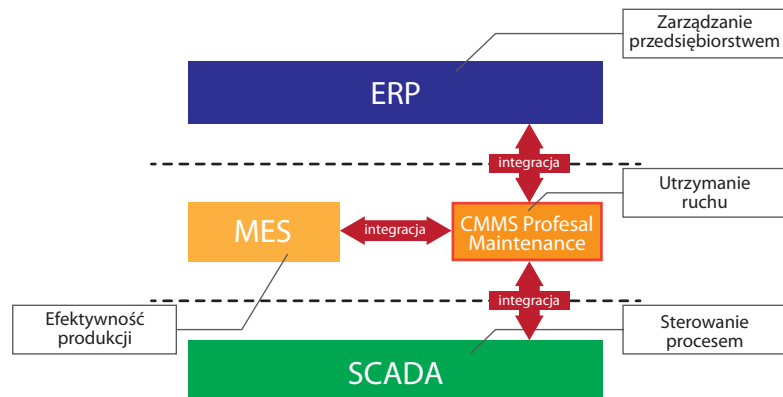 Zarządzanie
przedsiębiorstwem
ERP
integracja
Utrzymanie
ruchu
MES
integracja
CMMS Profesal
Maintenance
integracja
Efektywność
produkcji
Sterowanie
procesem
SCADA